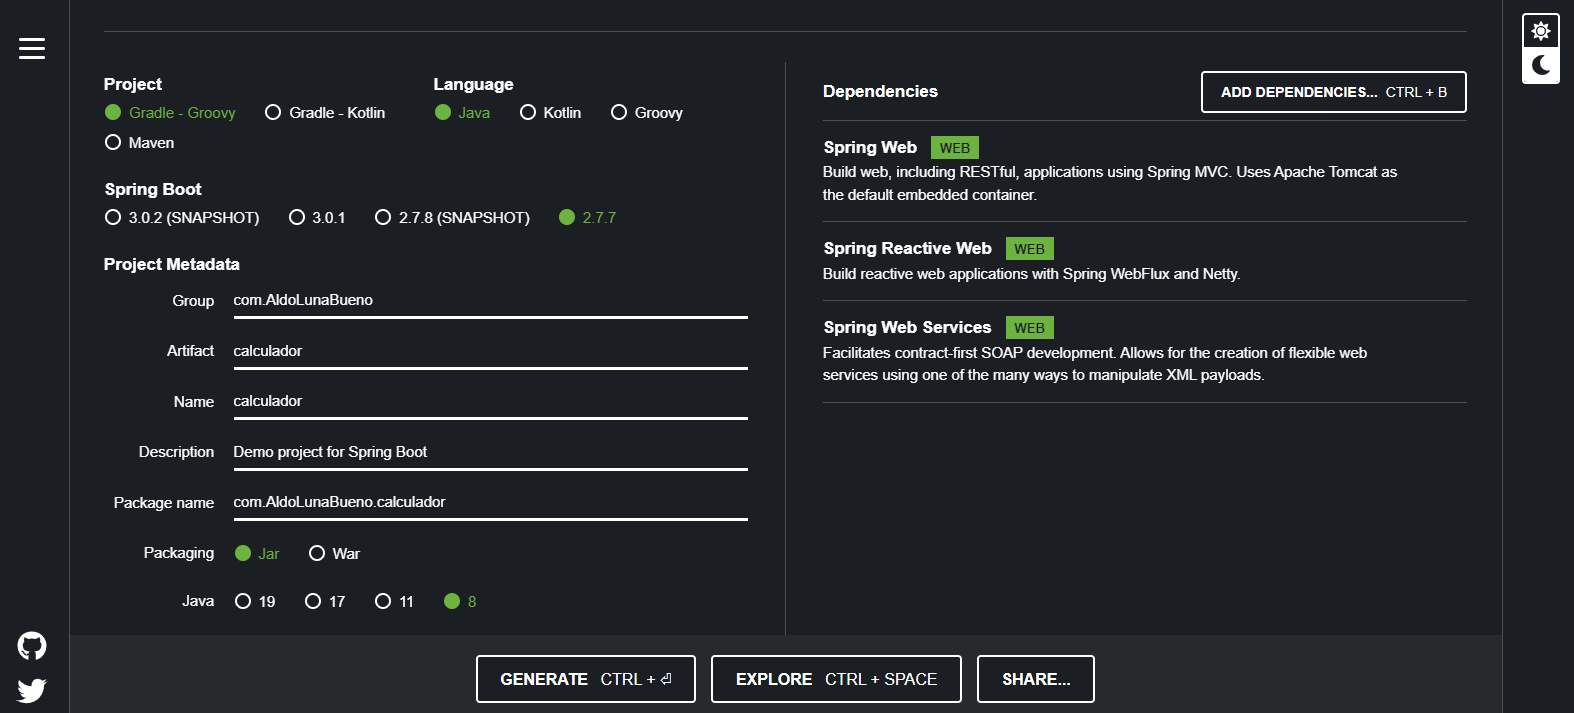 Project
Gradle - Groovy Gradle - Kotlin
Maven
Language
Java Kotlin Groovy
Spring Boot
3.0.2 (SNAPSHOT) 3.0.1 2.7.8 (SNAPSHOT) 2.7.7
Project Metadata
Group com.AldoLunaBueno
Artifact calculador
Name calculador
Description Demo project for Spring Boot
Package name com.AldoLunaBueno.calculador
Packaging Jar War
Java 19 17 11 8
Dependencies ADD DEPENDENCIES... CTRL + B
Spring Web WEB
Build web, including RESTful, applications using Spring MVC. Uses Apache Tomcat as
the default embedded container.
Spring Reactive Web WEB
Build reactive web applications with Spring WebFlux and Netty.
Spring Web Services WEB
Facilitates contract-first SOAP development. Allows for the creation of flexible web
services using one of the many ways to manipulate XML payloads.
GENERATE CTRL + ⏎ EXPLORE CTRL + SPACE SHARE...